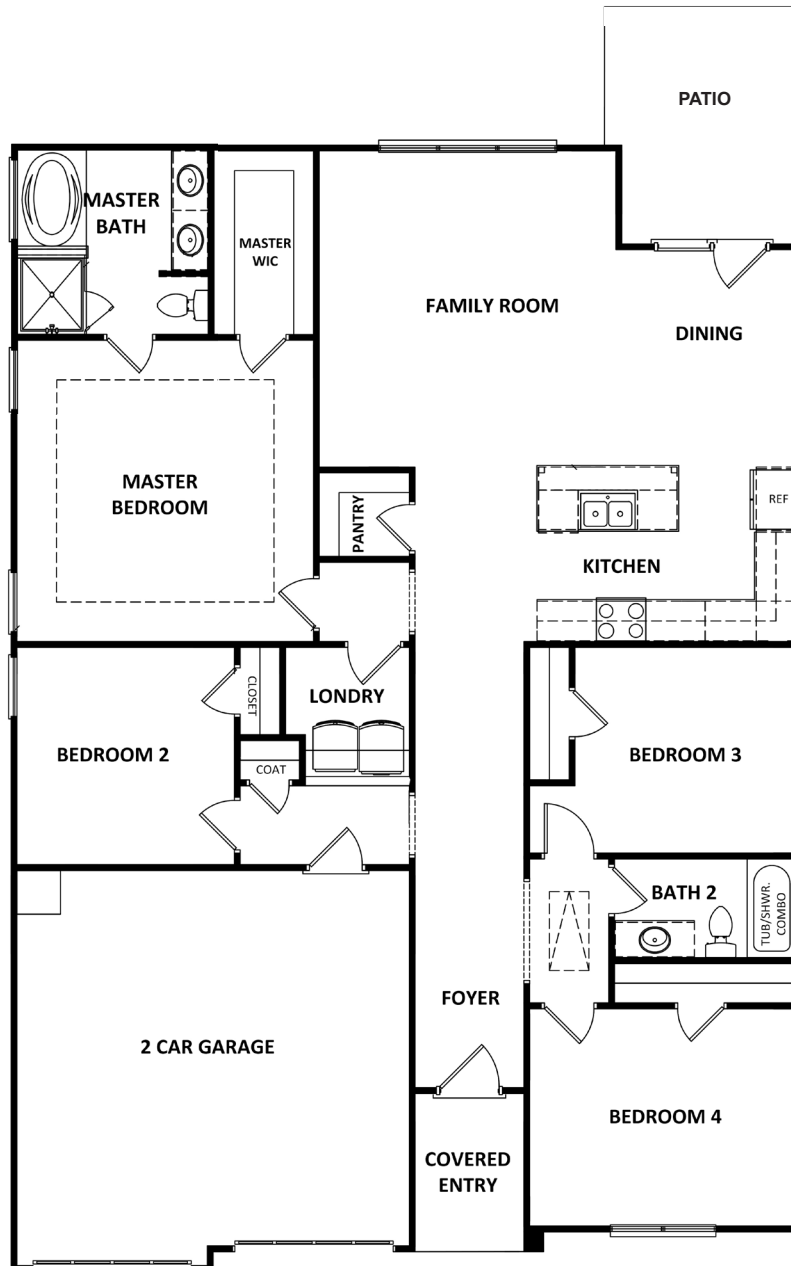 PATIO
MASTER
BATH
MASTER
WIC
FAMILY ROOM
DINING
MASTER
BEDROOM
PANTRY
REF
KITCHEN
CLOSET
LONDRY
BEDROOM 2
COAT
BEDROOM 3
BATH 2
TUB/SHWR.
COMBO
FOYER
2 CAR GARAGE
BEDROOM 4
COVERED
ENTRY